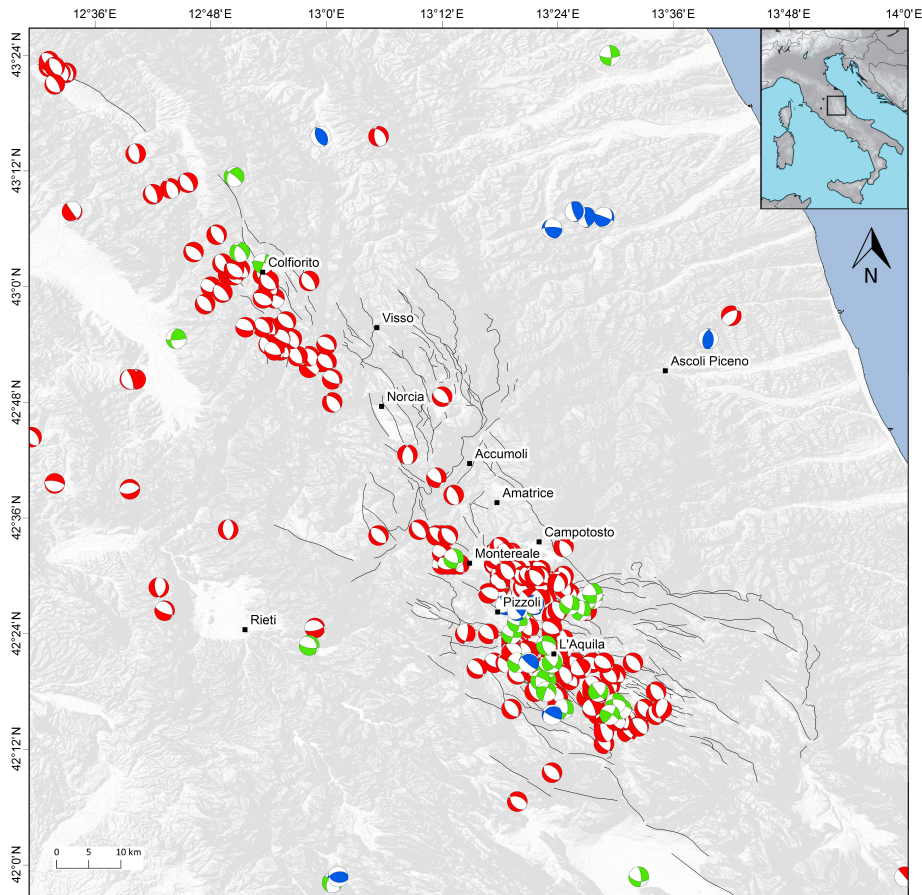 12°36'E 12°48'E 13°0'E 13°12'E 13°24'E 13°36'E 13°48'E 14°0'E
43°24'N
43°12'N
43°0'N
42°48'N
42°36'N
42°24'N
42°12'N
42°0'N
N
Colfiorito
Visso
Ascoli Piceno
Norcia
Accumoli
Amatrice
Campotosto
Montereale
Pizzoli
Rieti
L'Aquila
0 5 10 km